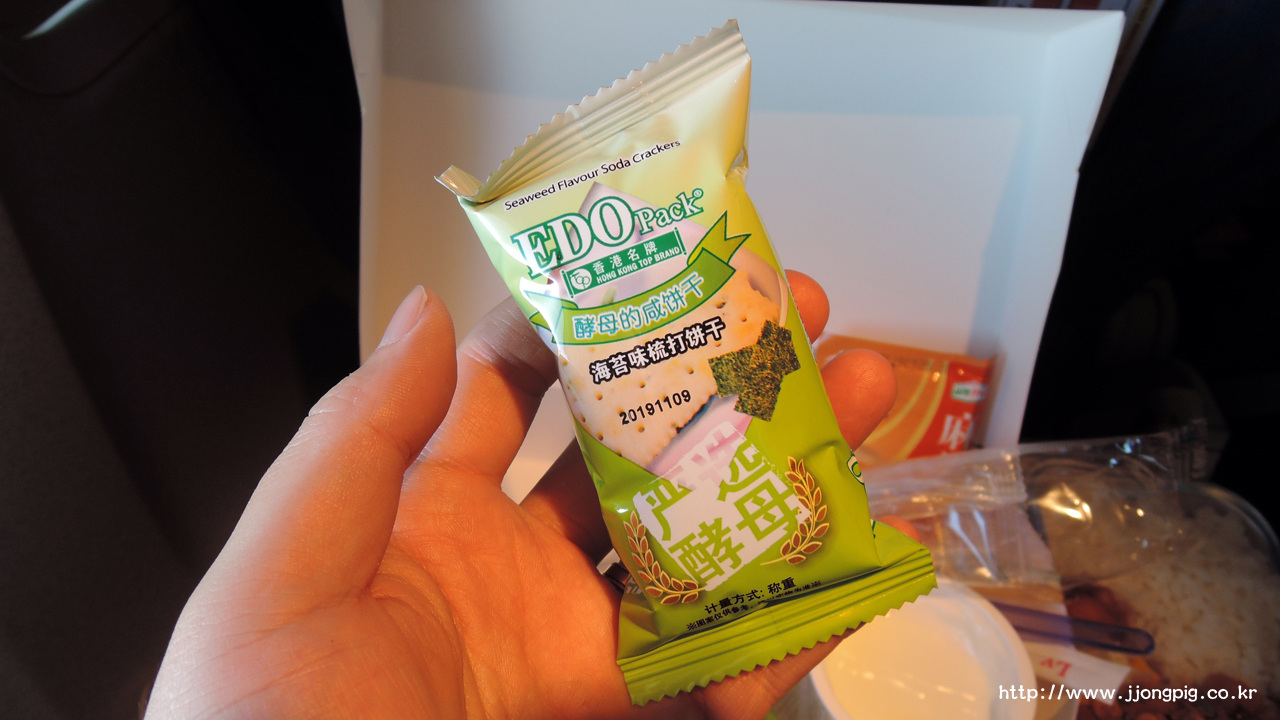 Seaweed Flavour Soda Crackers
EDO Pack®
香港名牌
HONG KONG TOP BRAND
酵母的咸饼干
海苔味梳打饼干
20191109
严选
酵母
计量方式: 称重
http://www.jjongpig.co.kr